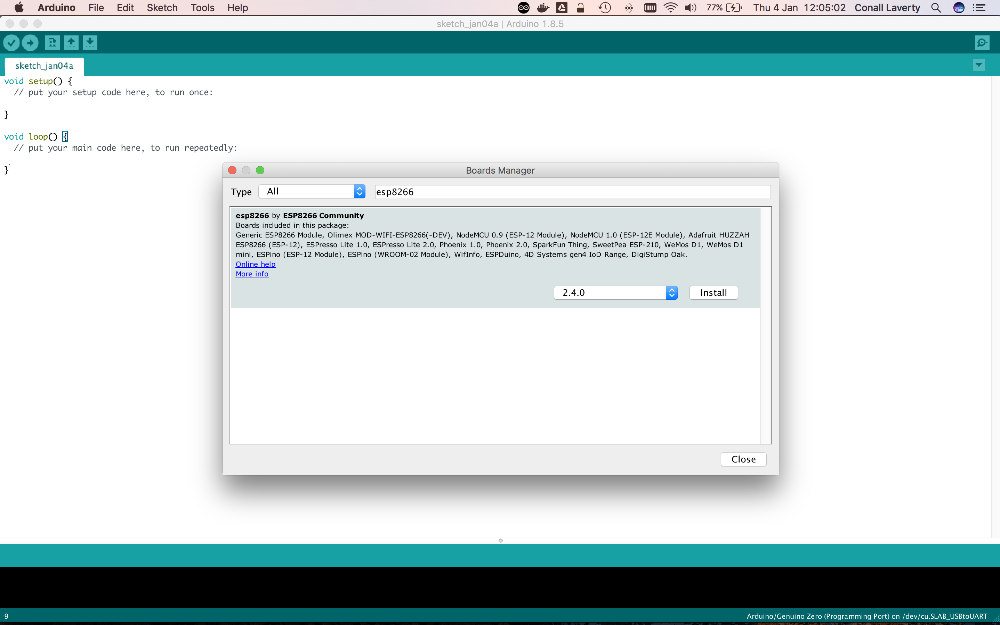 Arduino File Edit Sketch Tools Help 77% Thu 4 Jan 12:05:02 Conall Laverty
sketch_jan04a | Arduino 1.8.5
sketch_jan04a
void setup() {
  // put your setup code here, to run once:
}
void loop() {
  // put your main code here, to run repeatedly:
}
Boards Manager
Type All esp8266
esp8266 by ESP8266 Community
Boards included in this package:
Generic ESP8266 Module, Olimex MOD-WIFI-ESP8266(-DEV), NodeMCU 0.9 (ESP-12 Module), NodeMCU 1.0 (ESP-12E Module), Adafruit HUZZAH
ESP8266 (ESP-12), ESPresso Lite 1.0, ESPresso Lite 2.0, Phoenix 1.0, Phoenix 2.0, SparkFun Thing, SweetPea ESP-210, WeMos D1, WeMos D1
mini, ESPino (ESP-12 Module), ESPino (WROOM-02 Module), WifInfo, ESPDuino, 4D Systems gen4 IoD Range, DigiStump Oak.
Online help
More info
2.4.0 Install
Close
9 Arduino/Genuino Zero (Programming Port) on /dev/cu.SLAB_USBtoUART